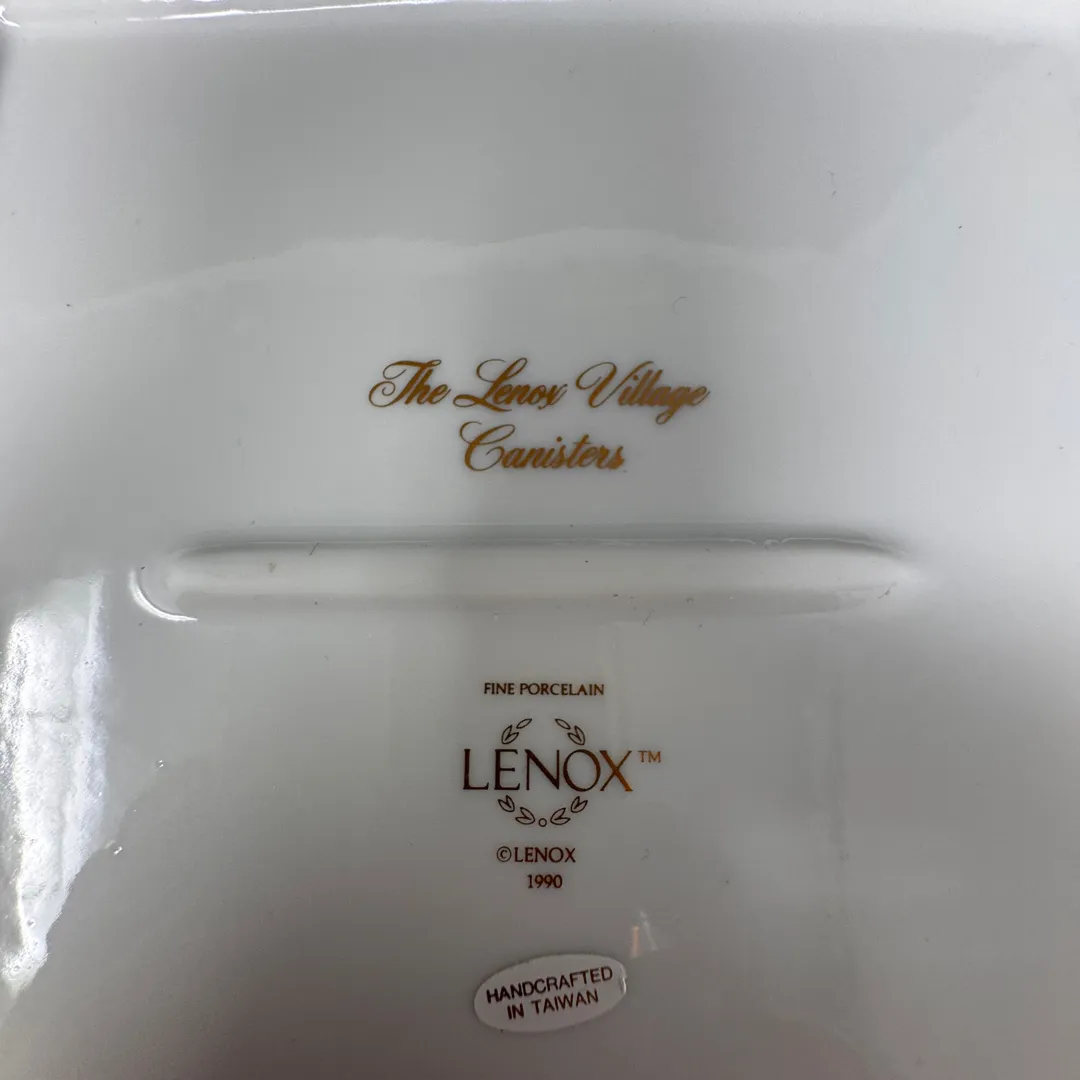 The Lenox Village
Canisters
FINE PORCELAIN
LENOX™
©LENOX
1990
HANDCRAFTED
IN TAIWAN